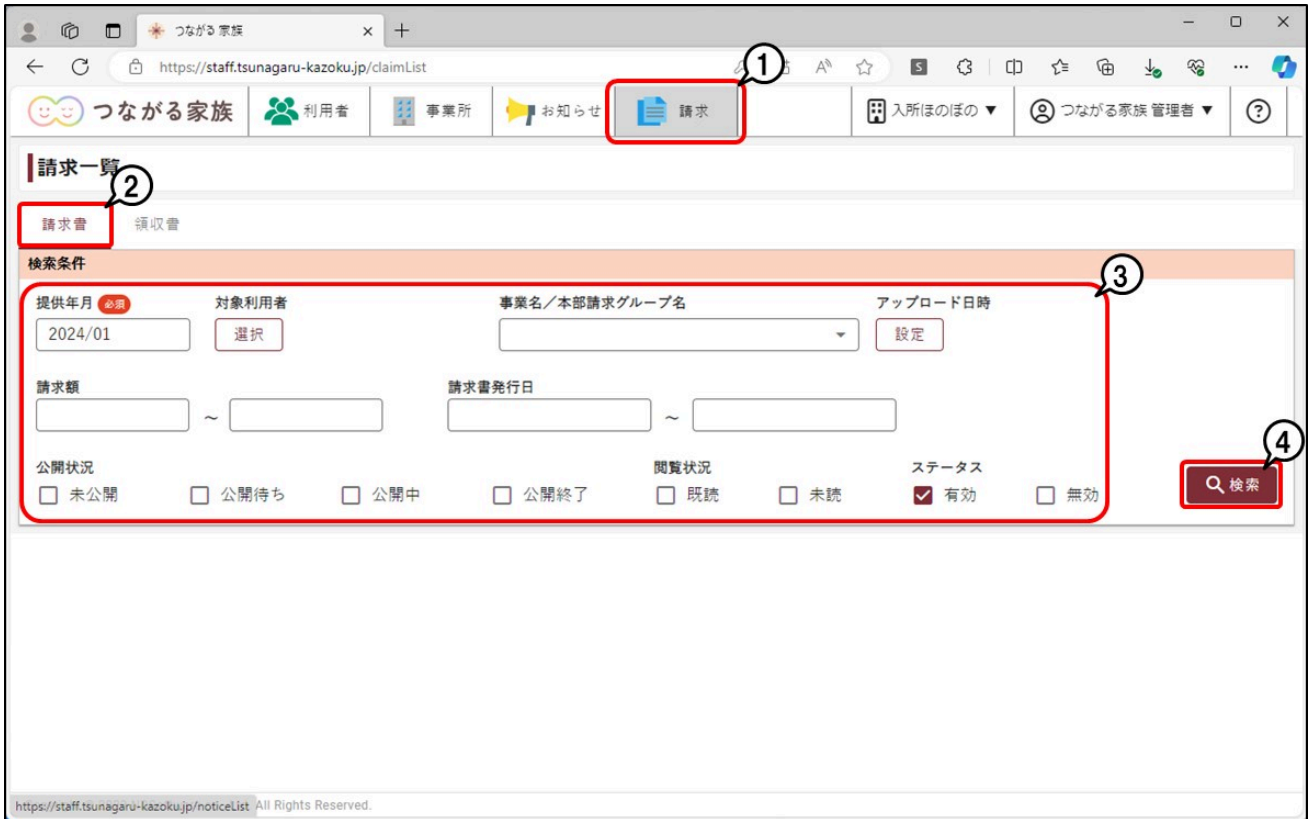 つながる家族
https://staff.tsunagaru-kazoku.jp/claimList
つながる家族 利用者 事業所 お知らせ 請求 入所ほのぼの ▼ つながる家族 管理者 ▼ ?
1
請求一覧
2
請求書 領収書
検索条件
3
提供年月 必須 対象利用者 事業名／本部請求グループ名 アップロード日時
2024/01 選択 設定
請求額 請求書発行日
～ ～
4
公開状況 閲覧状況 ステータス
未公開 公開待ち 公開中 公開終了 既読 未読 有効 無効 検索
https://staff.tsunagaru-kazoku.jp/noticeList All Rights Reserved.